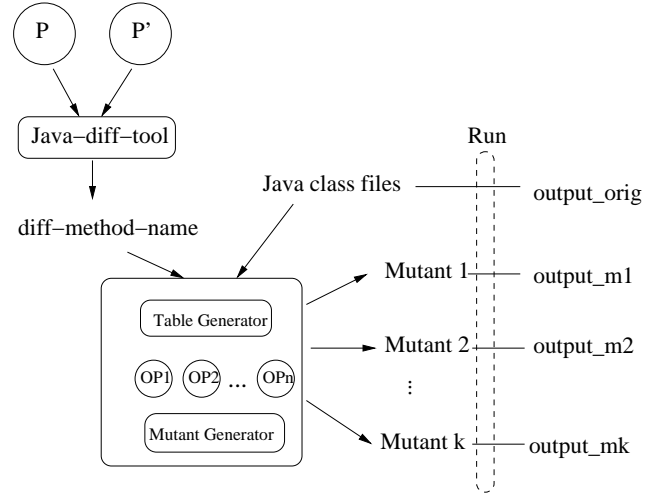 P P’
Java–diff–tool
Run
Java class files
output_orig
diff–method–name
Mutant 1
output_m1
Table Generator
Mutant 2
output_m2
OP1 OP2 ... OPn
...
Mutant Generator
Mutant k
output_mk